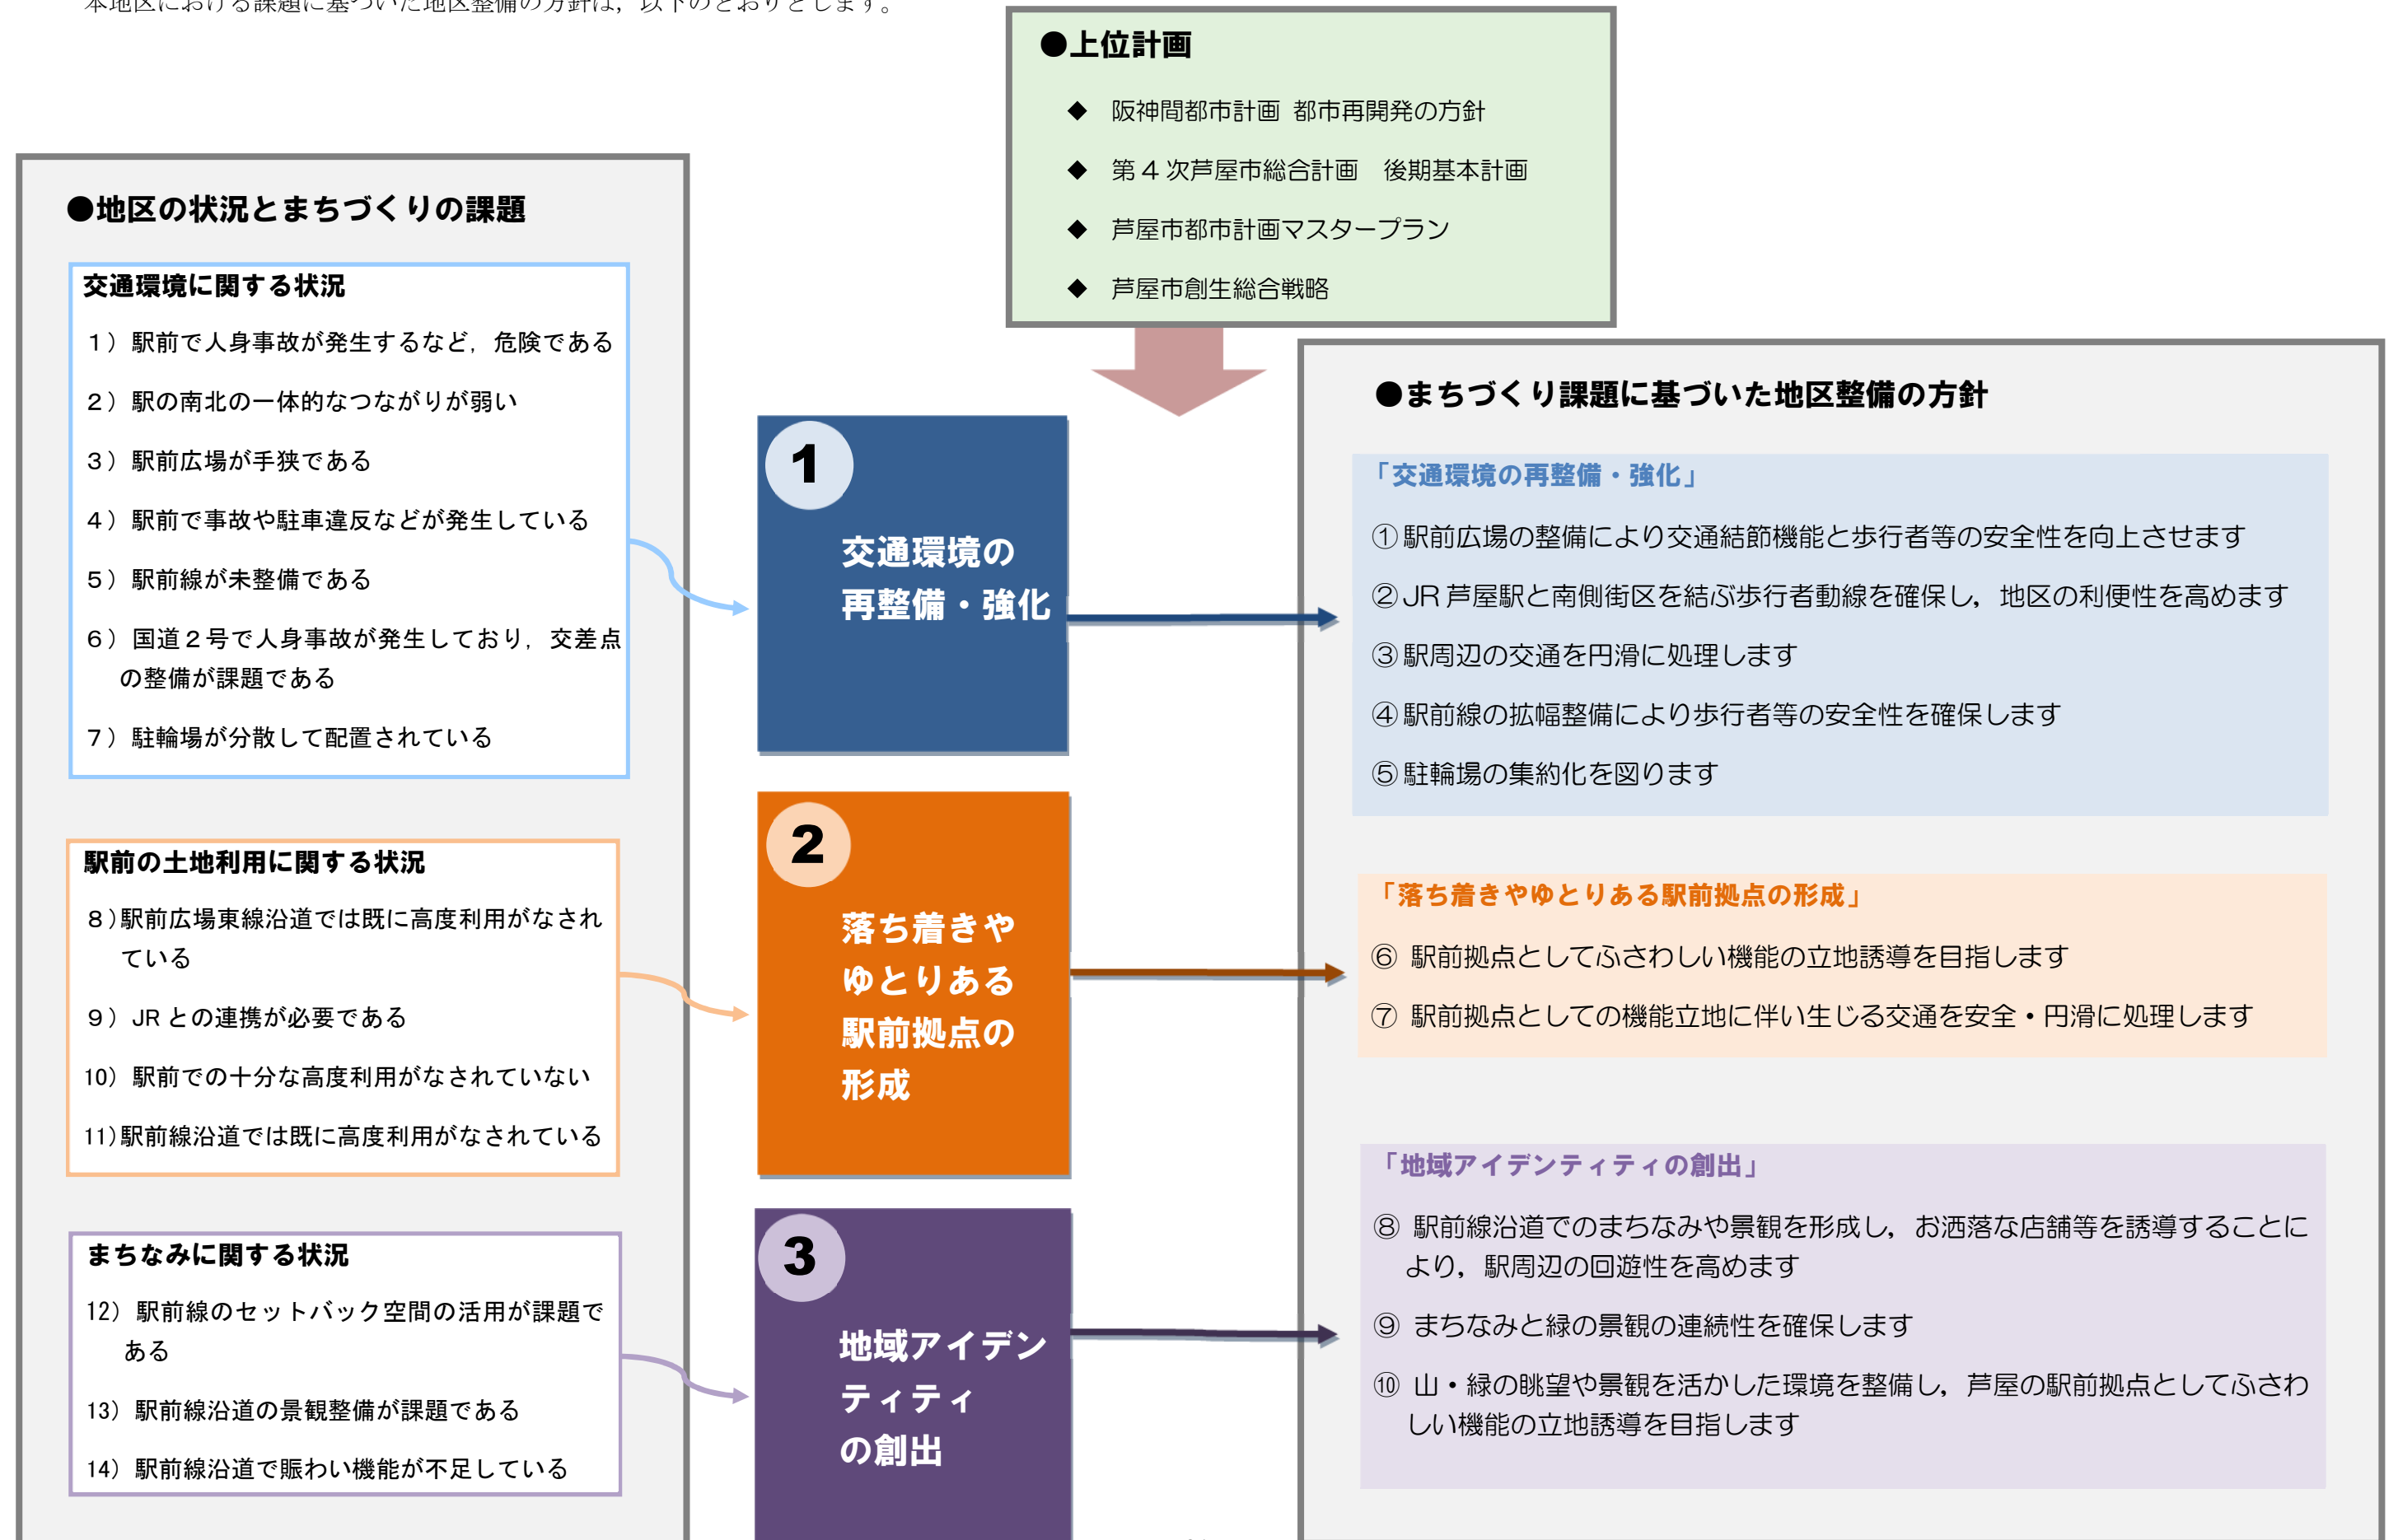 本地区における課題に基づいた地区整備の方針は，以下のとおりとします。
●上位計画
◆ 阪神間都市計画 都市再開発の方針
◆ 第４次芦屋市総合計画　後期基本計画
◆ 芦屋市都市計画マスタープラン
◆ 芦屋市創生総合戦略
●地区の状況とまちづくりの課題
交通環境に関する状況
１）駅前で人身事故が発生するなど，危険である
２）駅の南北の一体的なつながりが弱い
３）駅前広場が手狭である
４）駅前で事故や駐車違反などが発生している
５）駅前線が未整備である
６）国道２号で人身事故が発生しており，交差点
の整備が課題である
７）駐輪場が分散して配置されている
駅前の土地利用に関する状況
８）駅前広場東線沿道では既に高度利用がなされ
ている
９）JRとの連携が必要である
10）駅前での十分な高度利用がなされていない
11）駅前線沿道では既に高度利用がなされている
まちなみに関する状況
12）駅前線のセットバック空間の活用が課題で
ある
13）駅前線沿道の景観整備が課題である
14）駅前線沿道で賑わい機能が不足している
1
交通環境の
再整備・強化
2
落ち着きや
ゆとりある
駅前拠点の
形成
3
地域アイデン
ティティ
の創出
●まちづくり課題に基づいた地区整備の方針
「交通環境の再整備・強化」
①駅前広場の整備により交通結節機能と歩行者等の安全性を向上させます
②JR芦屋駅と南側街区を結ぶ歩行者動線を確保し，地区の利便性を高めます
③駅周辺の交通を円滑に処理します
④駅前線の拡幅整備により歩行者等の安全性を確保します
⑤駐輪場の集約化を図ります
「落ち着きやゆとりある駅前拠点の形成」
⑥ 駅前拠点としてふさわしい機能の立地誘導を目指します
⑦ 駅前拠点としての機能立地に伴い生じる交通を安全・円滑に処理します
「地域アイデンティティの創出」
⑧ 駅前線沿道でのまちなみや景観を形成し，お洒落な店舗等を誘導することに
より，駅周辺の回遊性を高めます
⑨ まちなみと緑の景観の連続性を確保します
⑩ 山・緑の眺望や景観を活かした環境を整備し，芦屋の駅前拠点としてふさわ
しい機能の立地誘導を目指します